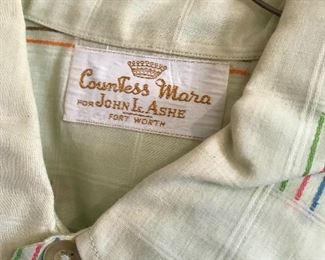 Countess Mara
FOR JOHN L. ASHE
FORT WORTH